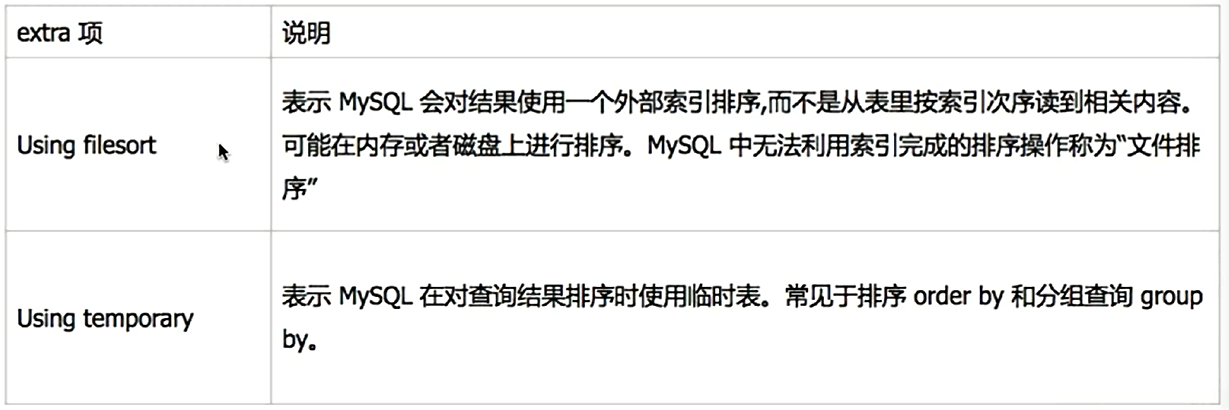 extra 项
说明
Using filesort
表示 MySQL 会对结果使用一个外部索引排序,而不是从表里按索引次序读到相关内容。
可能在内存或者磁盘上进行排序。MySQL 中无法利用索引完成的排序操作称为“文件排
序”
Using temporary
表示 MySQL 在对查询结果排序时使用临时表。常见于排序 order by 和分组查询 group
by。